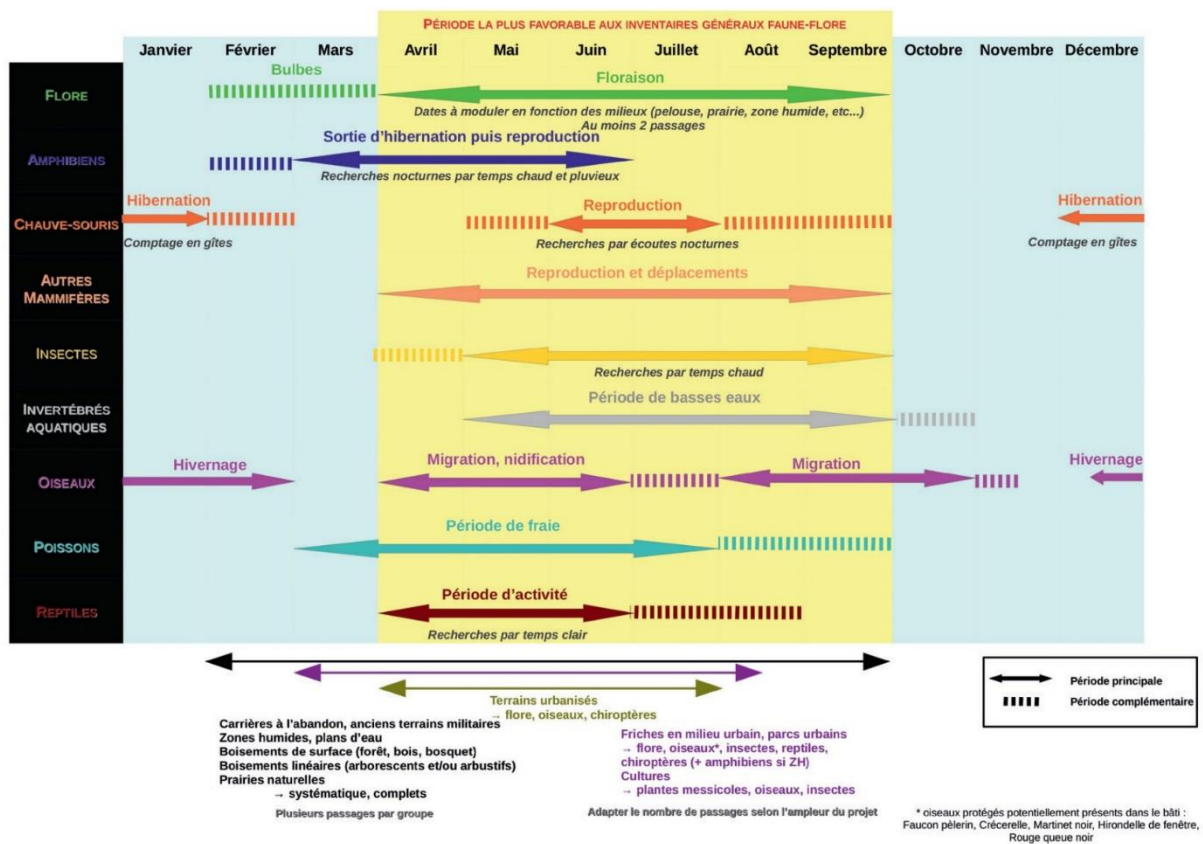 PÉRIODE LA PLUS FAVORABLE AUX INVENTAIRES GÉNÉRAUX FAUNE-FLORE
Janvier Février Mars Avril Mai Juin Juillet Août Septembre Octobre Novembre Décembre
FLORE
Bulbes
Floraison
Dates à moduler en fonction des milieux (pelouse, prairie, zone humide, etc...)
Au moins 2 passages
AMPHIBIENS
Sortie d'hibernation puis reproduction
Recherches nocturnes par temps chaud et pluvieux
CHAUVE-SOURIS
Hibernation
Comptage en gîtes
Reproduction
Recherches par écoutes nocturnes
Hibernation
Comptage en gîtes
AUTRES
MAMMIFÈRES
Reproduction et déplacements
INSECTES
Recherches par temps chaud
INVERTÉBRÉS
AQUATIQUES
Période de basses eaux
OISEAUX
Hivernage
Migration, nidification
Migration
Hivernage
POISSONS
Période de fraie
REPTILES
Période d'activité
Recherches par temps clair
Terrains urbanisés
→ flore, oiseaux, chiroptères
Carrières à l'abandon, anciens terrains militaires
Zones humides, plans d'eau
Boisements de surface (forêt, bois, bosquet)
Boisements linéaires (arborescents et/ou arbustifs)
Prairies naturelles
→ systématique, complets
Plusieurs passages par groupe
Friches en milieu urbain, parcs urbains
→ flore, oiseaux*, insectes, reptiles,
chiroptères (+ amphibiens si ZH)
Cultures
→ plantes messicoles, oiseaux, insectes
Adapter le nombre de passages selon l'ampleur du projet
Période principale
Période complémentaire
* oiseaux protégés potentiellement présents dans le bâti :
Faucon pèlerin, Crécerelle, Martinet noir, Hirondelle de fenêtre,
Rouge queue noir